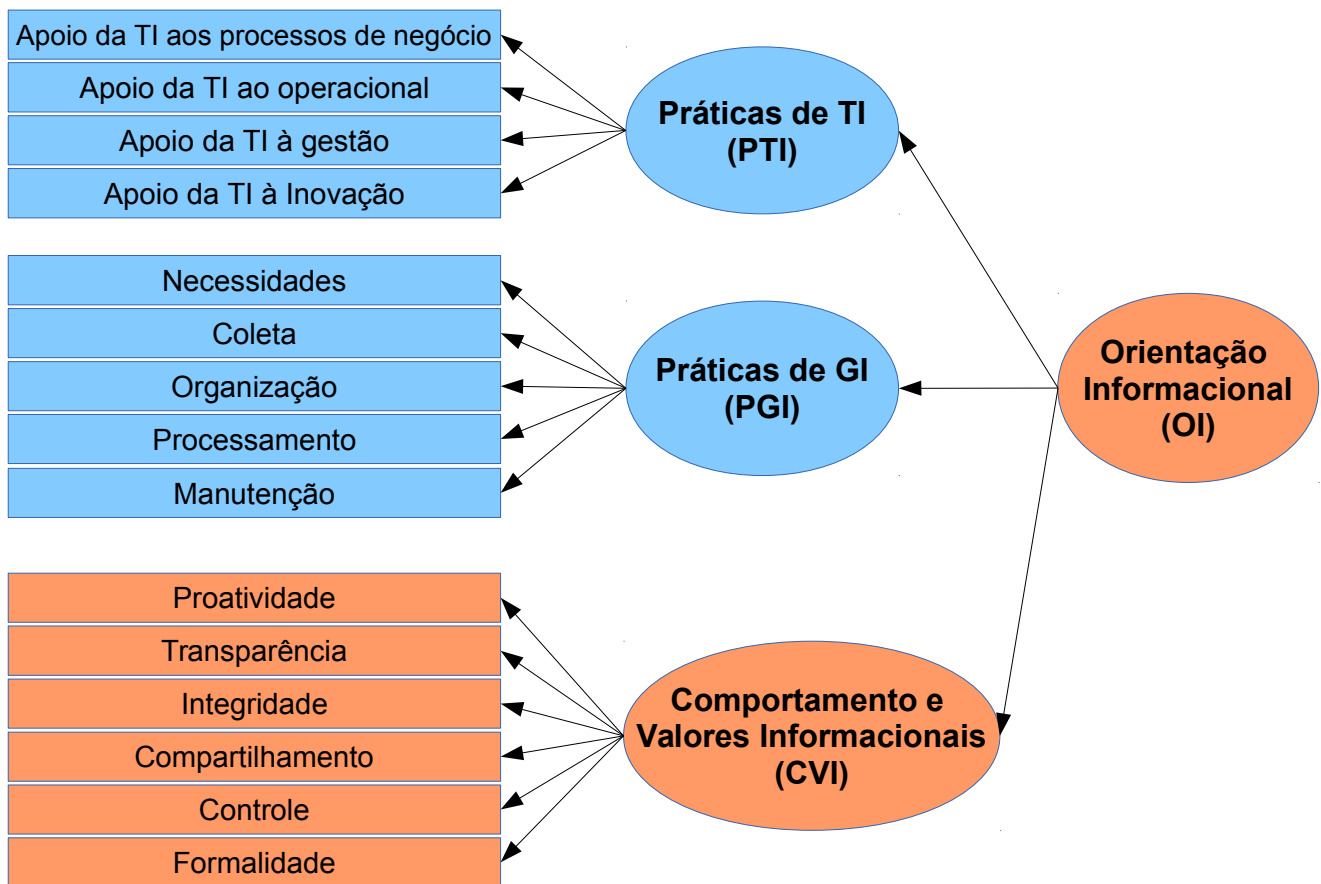 Apoio da TI aos processos de negócio
Apoio da TI ao operacional
Apoio da TI à gestão
Apoio da TI à Inovação
Práticas de TI
(PTI)
Necessidades
Coleta
Organização
Processamento
Manutenção
Práticas de GI
(PGI)
Orientação
Informacional
(OI)
Proatividade
Transparência
Integridade
Compartilhamento
Controle
Formalidade
Comportamento e
Valores Informacionais
(CVI)